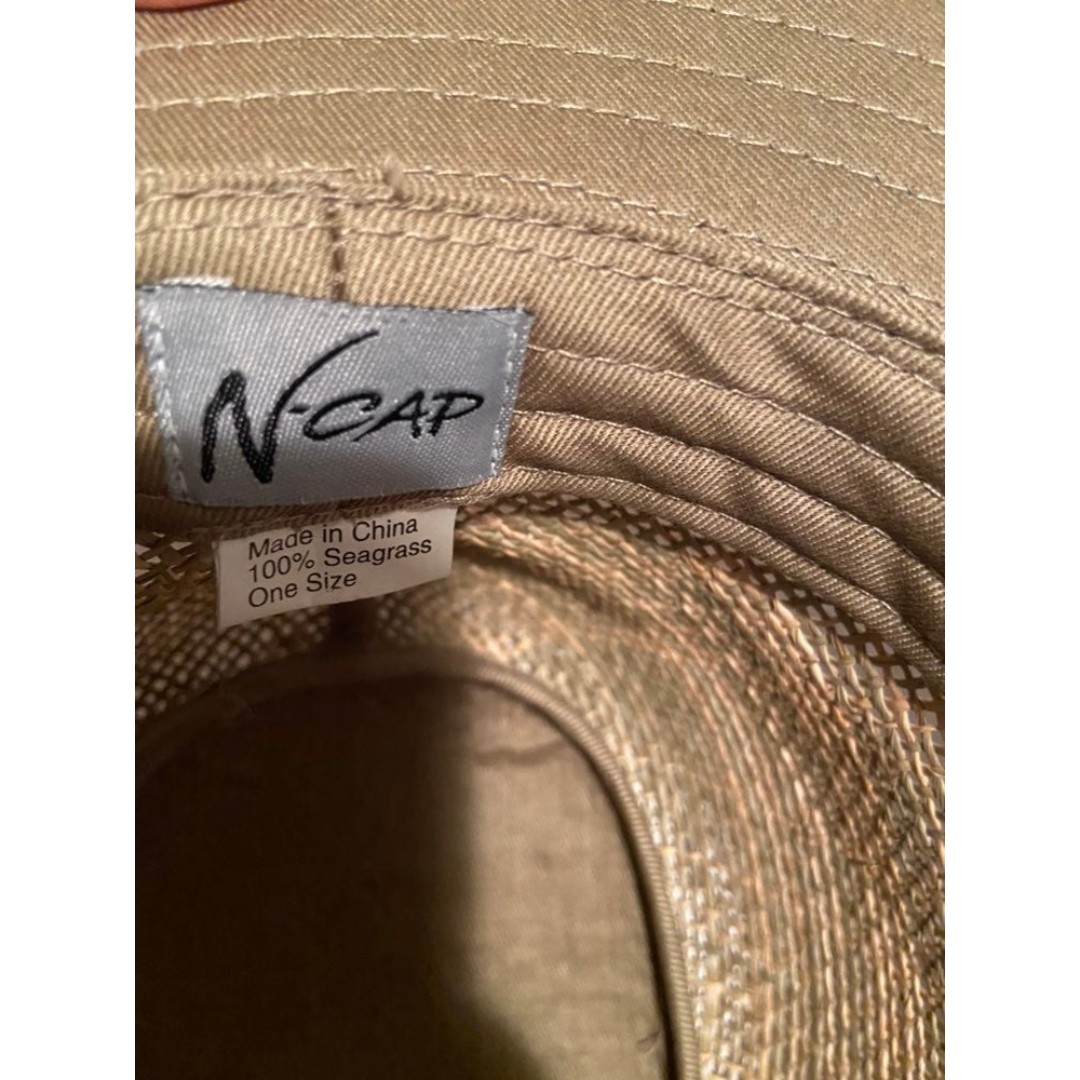 N-CAP
Made in China
100% Seagrass
One Size